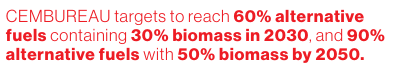 CEMBUREAU targets to reach 60% alternative
fuels containing 30% biomass in 2030, and 90%
alternative fuels with 50% biomass by 2050.